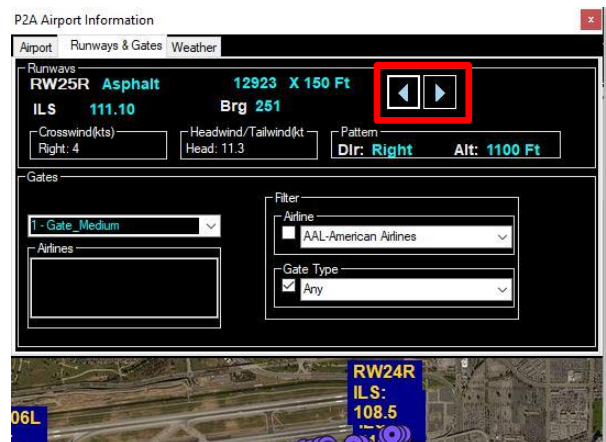 P2A Airport Information
x
Airport Runways & Gates Weather
Runways
RW25R Asphalt 12923 X 150 Ft
ILS 111.10 Brg 251
Crosswind(kts) Headwind/Tailwind(kt Pattern
Right: 4 Head: 11.3 DIr: Right Alt: 1100 Ft
Gates
Filter
Airline
1 - Gate_Medium
AAL-American Airlines
Airlines
Gate Type
Any
RW24R
ILS:
108.5
06L